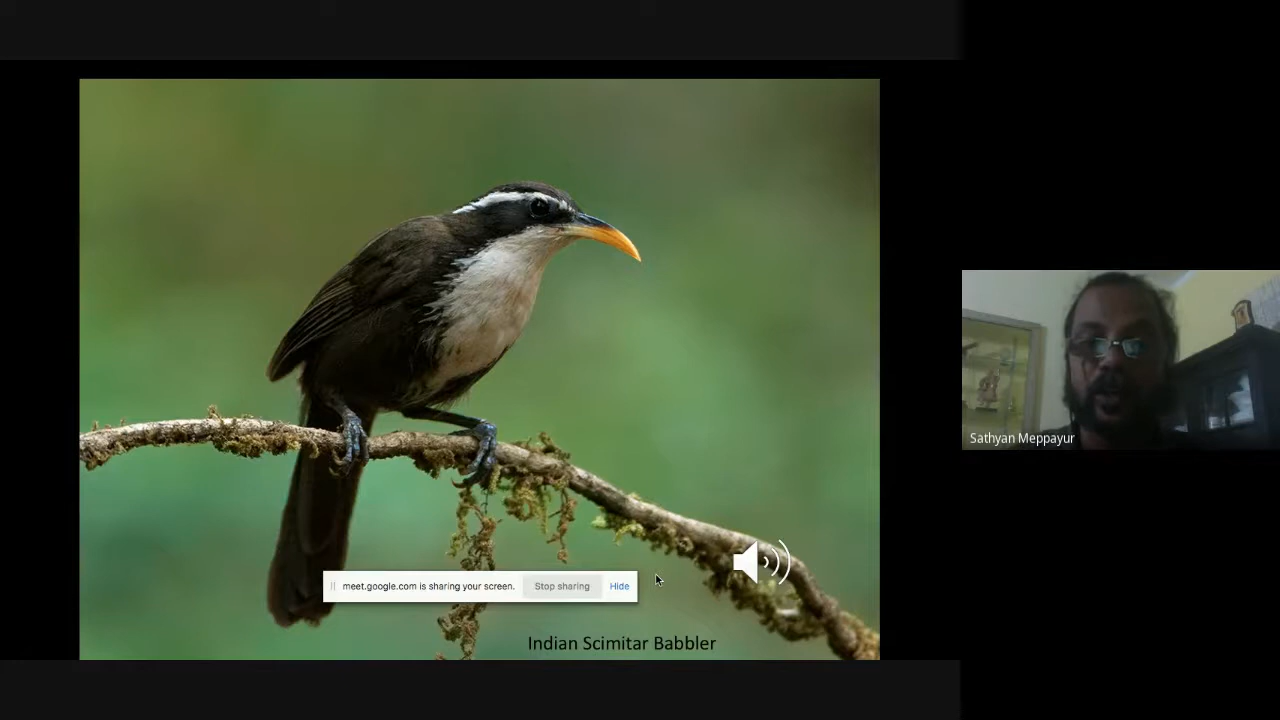 Sathyan Meppayur
meet.google.com is sharing your screen. Stop sharing Hide
Indian Scimitar Babbler